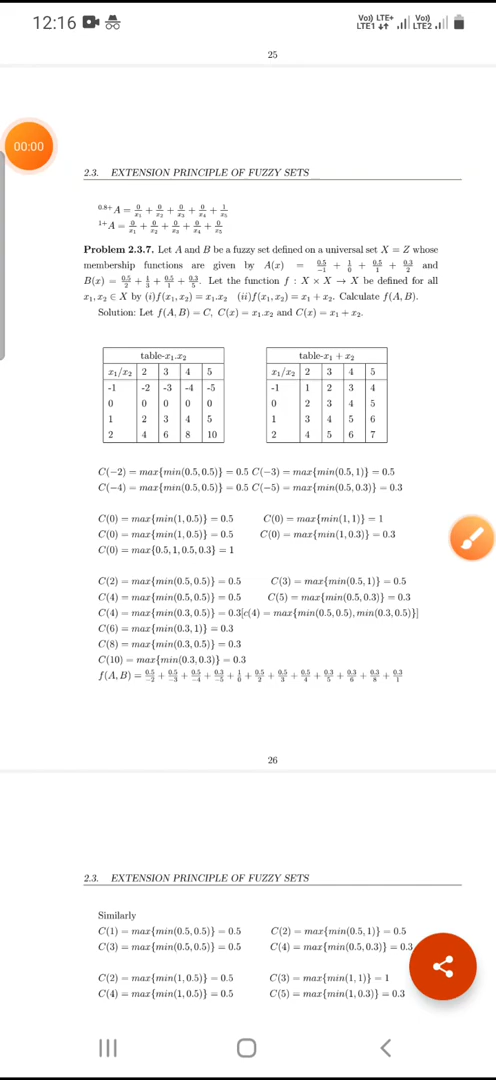 12:16
Vo)) LTE+ Vo))
LTE1 LTE2
25
00:00
2.3. EXTENSION PRINCIPLE OF FUZZY SETS
0.8+A = 0/x₁ + 0/x₂ + 0/x₃ + 0/x₄ + 1/x₅
1+A = 0/x₁ + 0/x₂ + 0/x₃ + 0/x₄ + 0/x₅
Problem 2.3.7. Let A and B be a fuzzy set defined on a universal set X = Z whose
membership functions are given by A(x) = 0.5/−1 + 1/0 + 0.5/1 + 0.3/2 and
B(x) = 0.5/2 + 1/3 + 0.5/1 + 0.3/5. Let the function f : X × X → X be defined for all
x₁, x₂ ∈ X by (i)f(x₁, x₂) = x₁.x₂ (ii)f(x₁, x₂) = x₁ + x₂. Calculate f(A, B).
Solution: Let f(A, B) = C, C(x) = x₁.x₂ and C(x) = x₁ + x₂.
table-x₁.x₂
x₁/x₂ 2 3 4 5
-1 -2 -3 -4 -5
0 0 0 0 0
1 2 3 4 5
2 4 6 8 10
table-x₁ + x₂
x₁/x₂ 2 3 4 5
-1 1 2 3 4
0 2 3 4 5
1 3 4 5 6
2 4 5 6 7
C(−2) = max{min(0.5, 0.5)} = 0.5 C(−3) = max{min(0.5, 1)} = 0.5
C(−4) = max{min(0.5, 0.5)} = 0.5 C(−5) = max{min(0.5, 0.3)} = 0.3
C(0) = max{min(1, 0.5)} = 0.5 C(0) = max{min(1, 1)} = 1
C(0) = max{min(1, 0.5)} = 0.5 C(0) = max{min(1, 0.3)} = 0.3
C(0) = max{0.5, 1, 0.5, 0.3} = 1
C(2) = max{min(0.5, 0.5)} = 0.5 C(3) = max{min(0.5, 1)} = 0.5
C(4) = max{min(0.5, 0.5)} = 0.5 C(5) = max{min(0.5, 0.3)} = 0.3
C(4) = max{min(0.3, 0.5)} = 0.3[c(4) = max{min(0.5, 0.5), min(0.3, 0.5)}]
C(6) = max{min(0.3, 1)} = 0.3
C(8) = max{min(0.3, 0.5)} = 0.3
C(10) = max{min(0.3, 0.3)} = 0.3
f(A, B) = 0.5/−2 + 0.5/−3 + 0.5/−4 + 0.3/−5 + 1/0 + 0.5/2 + 0.5/3 + 0.5/4 + 0.3/5 + 0.3/6 + 0.3/8 + 0.3/1
26
2.3. EXTENSION PRINCIPLE OF FUZZY SETS
Similarly
C(1) = max{min(0.5, 0.5)} = 0.5 C(2) = max{min(0.5, 1)} = 0.5
C(3) = max{min(0.5, 0.5)} = 0.5 C(4) = max{min(0.5, 0.3)} = 0.3
C(2) = max{min(1, 0.5)} = 0.5 C(3) = max{min(1, 1)} = 1
C(4) = max{min(1, 0.5)} = 0.5 C(5) = max{min(1, 0.3)} = 0.3